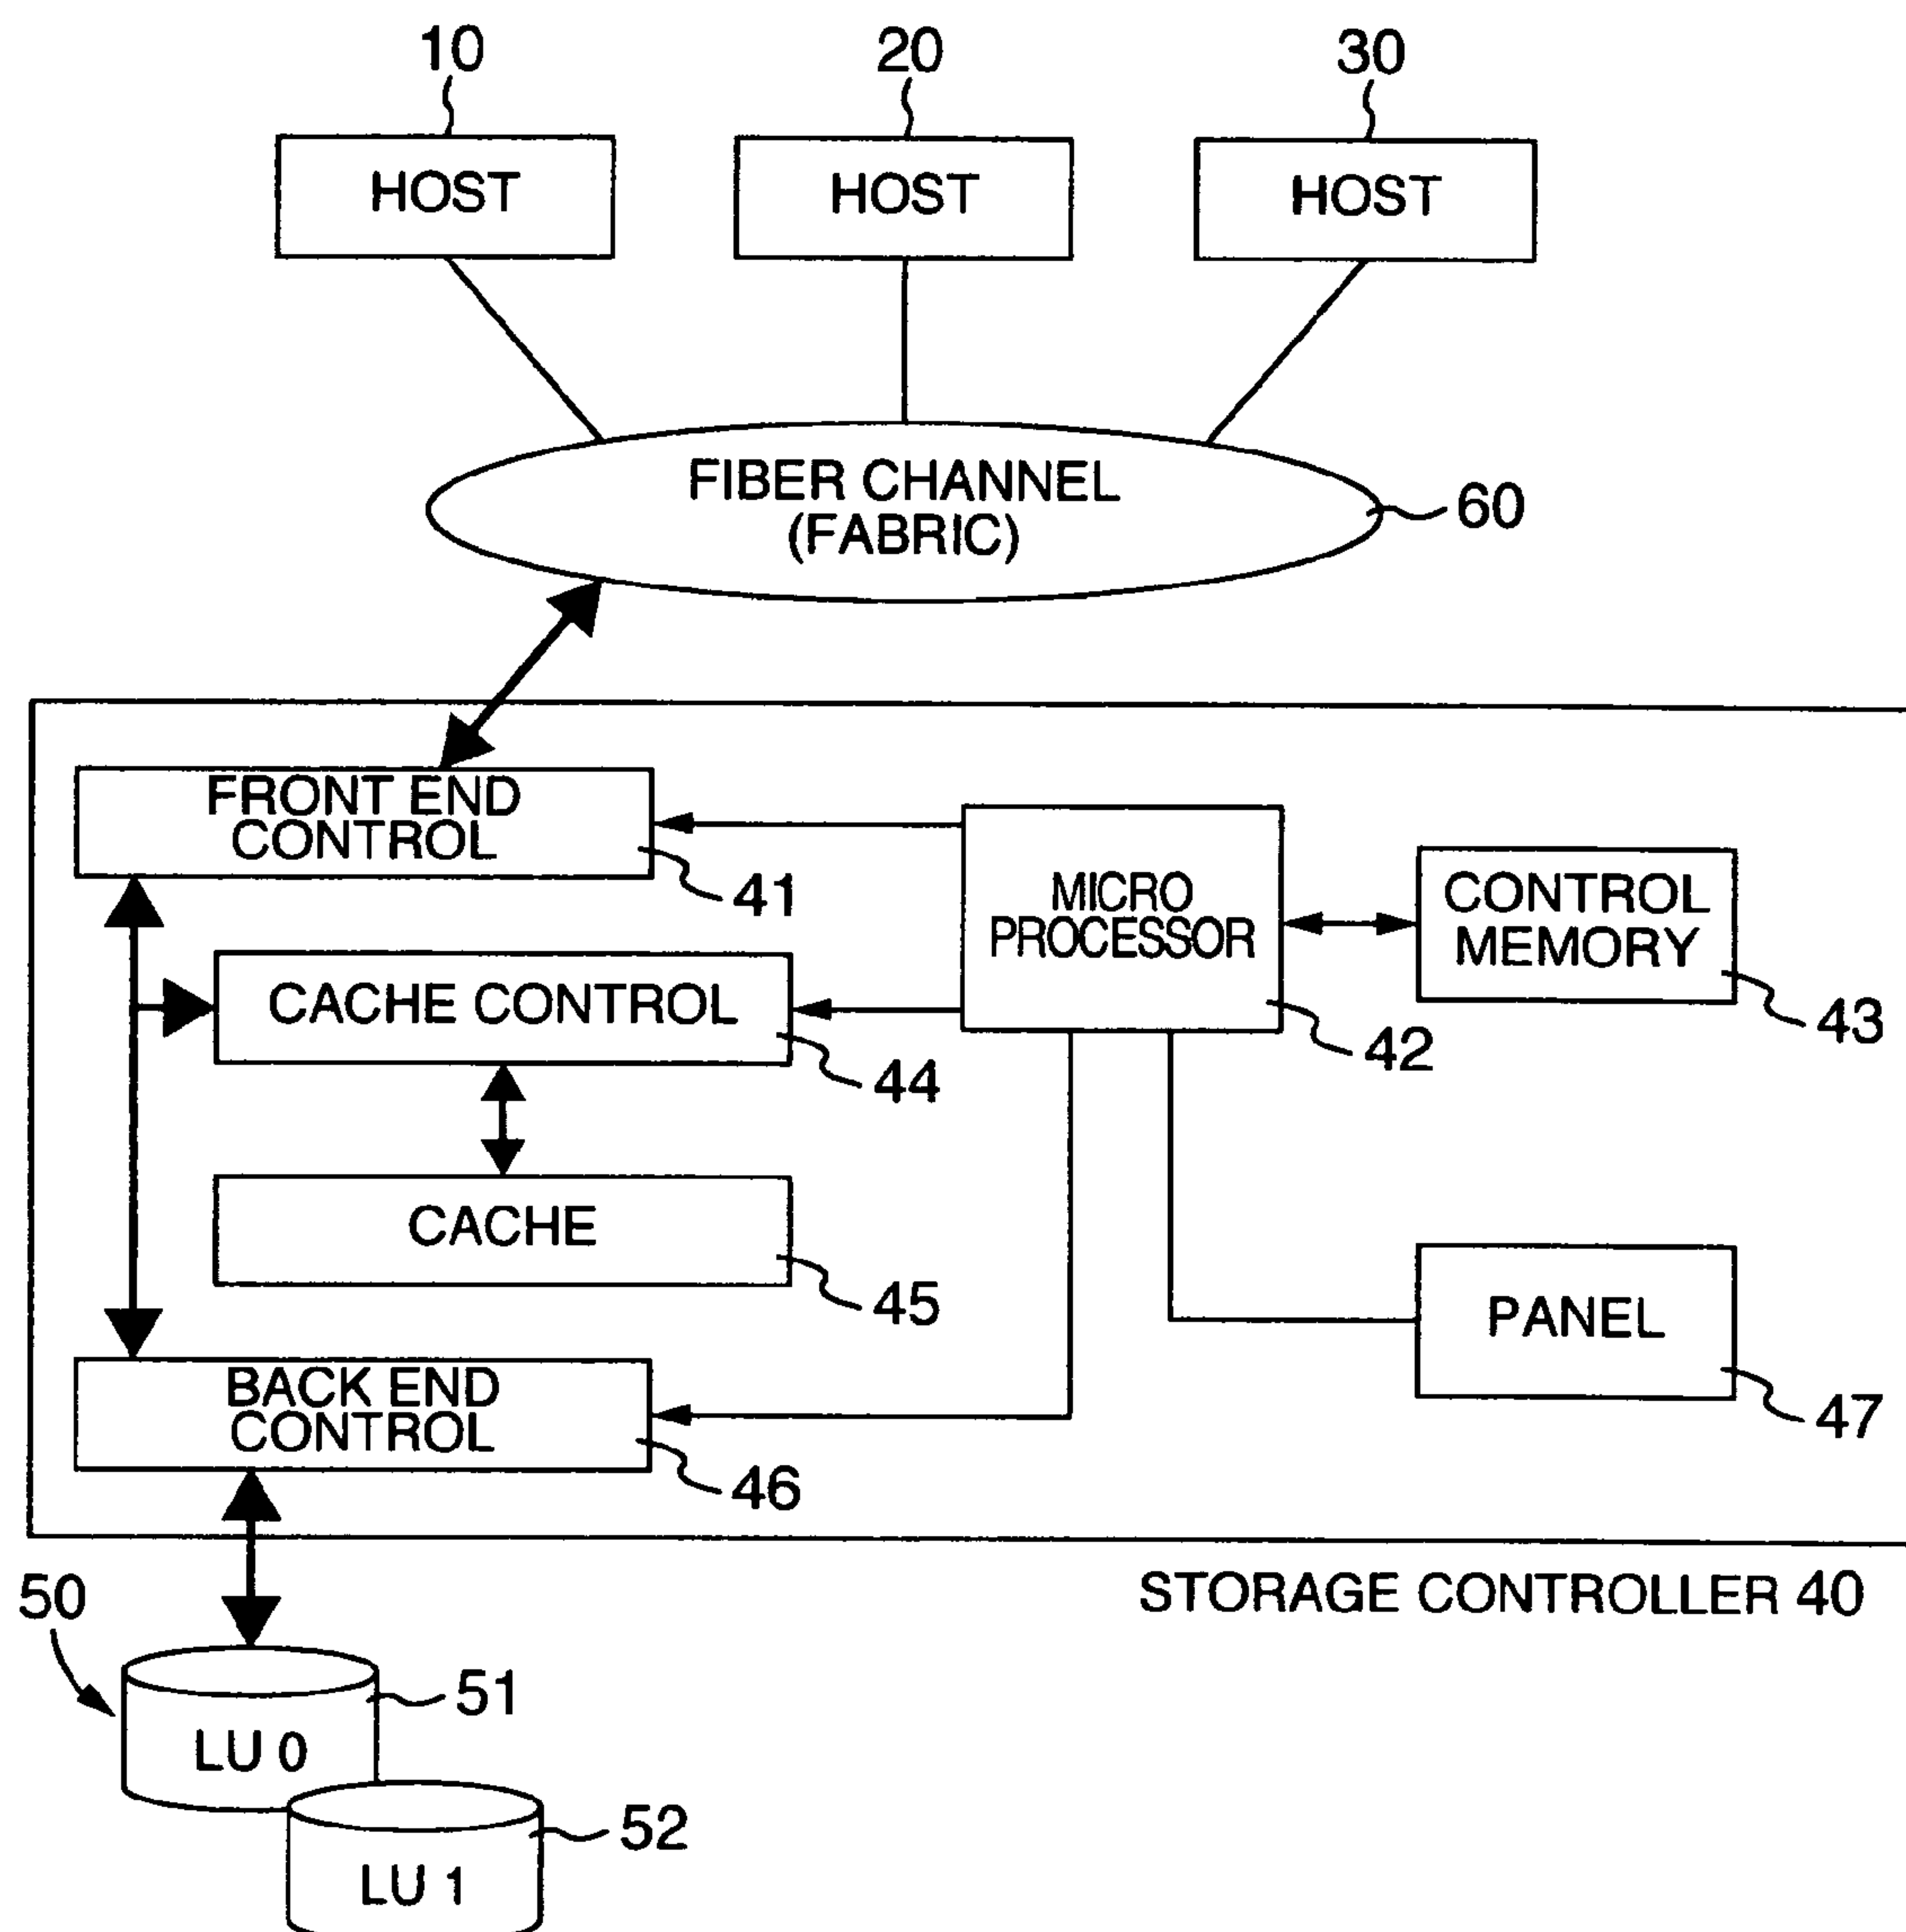 10
20
30
HOST
HOST
HOST
FIBER CHANNEL
(FABRIC)
60
FRONT END
CONTROL
41
MICRO
PROCESSOR
42
CONTROL
MEMORY
43
CACHE CONTROL
44
CACHE
45
PANEL
47
BACK END
CONTROL
46
STORAGE CONTROLLER 40
50
51
LU 0
52
LU 1